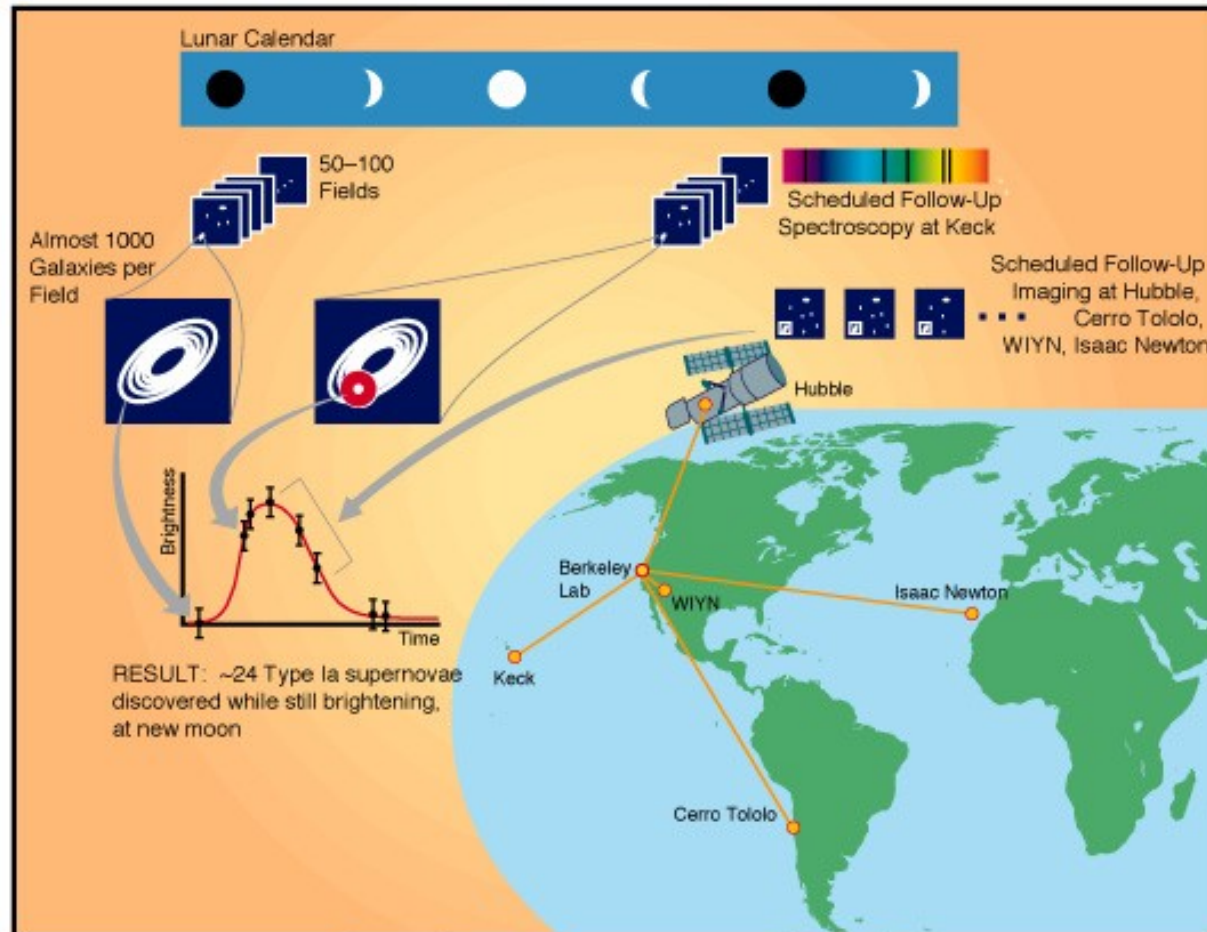 Lunar Calendar
50–100
Fields
Almost 1000
Galaxies per
Field
Scheduled Follow-Up
Spectroscopy at Keck
Scheduled Follow-Up
Imaging at Hubble,
Cerro Tololo,
WIYN, Isaac Newton
Hubble
Brightness
Time
RESULT: ~24 Type Ia supernovae
discovered while still brightening,
at new moon
Berkeley
Lab
WIYN
Isaac Newton
Keck
Cerro Tololo